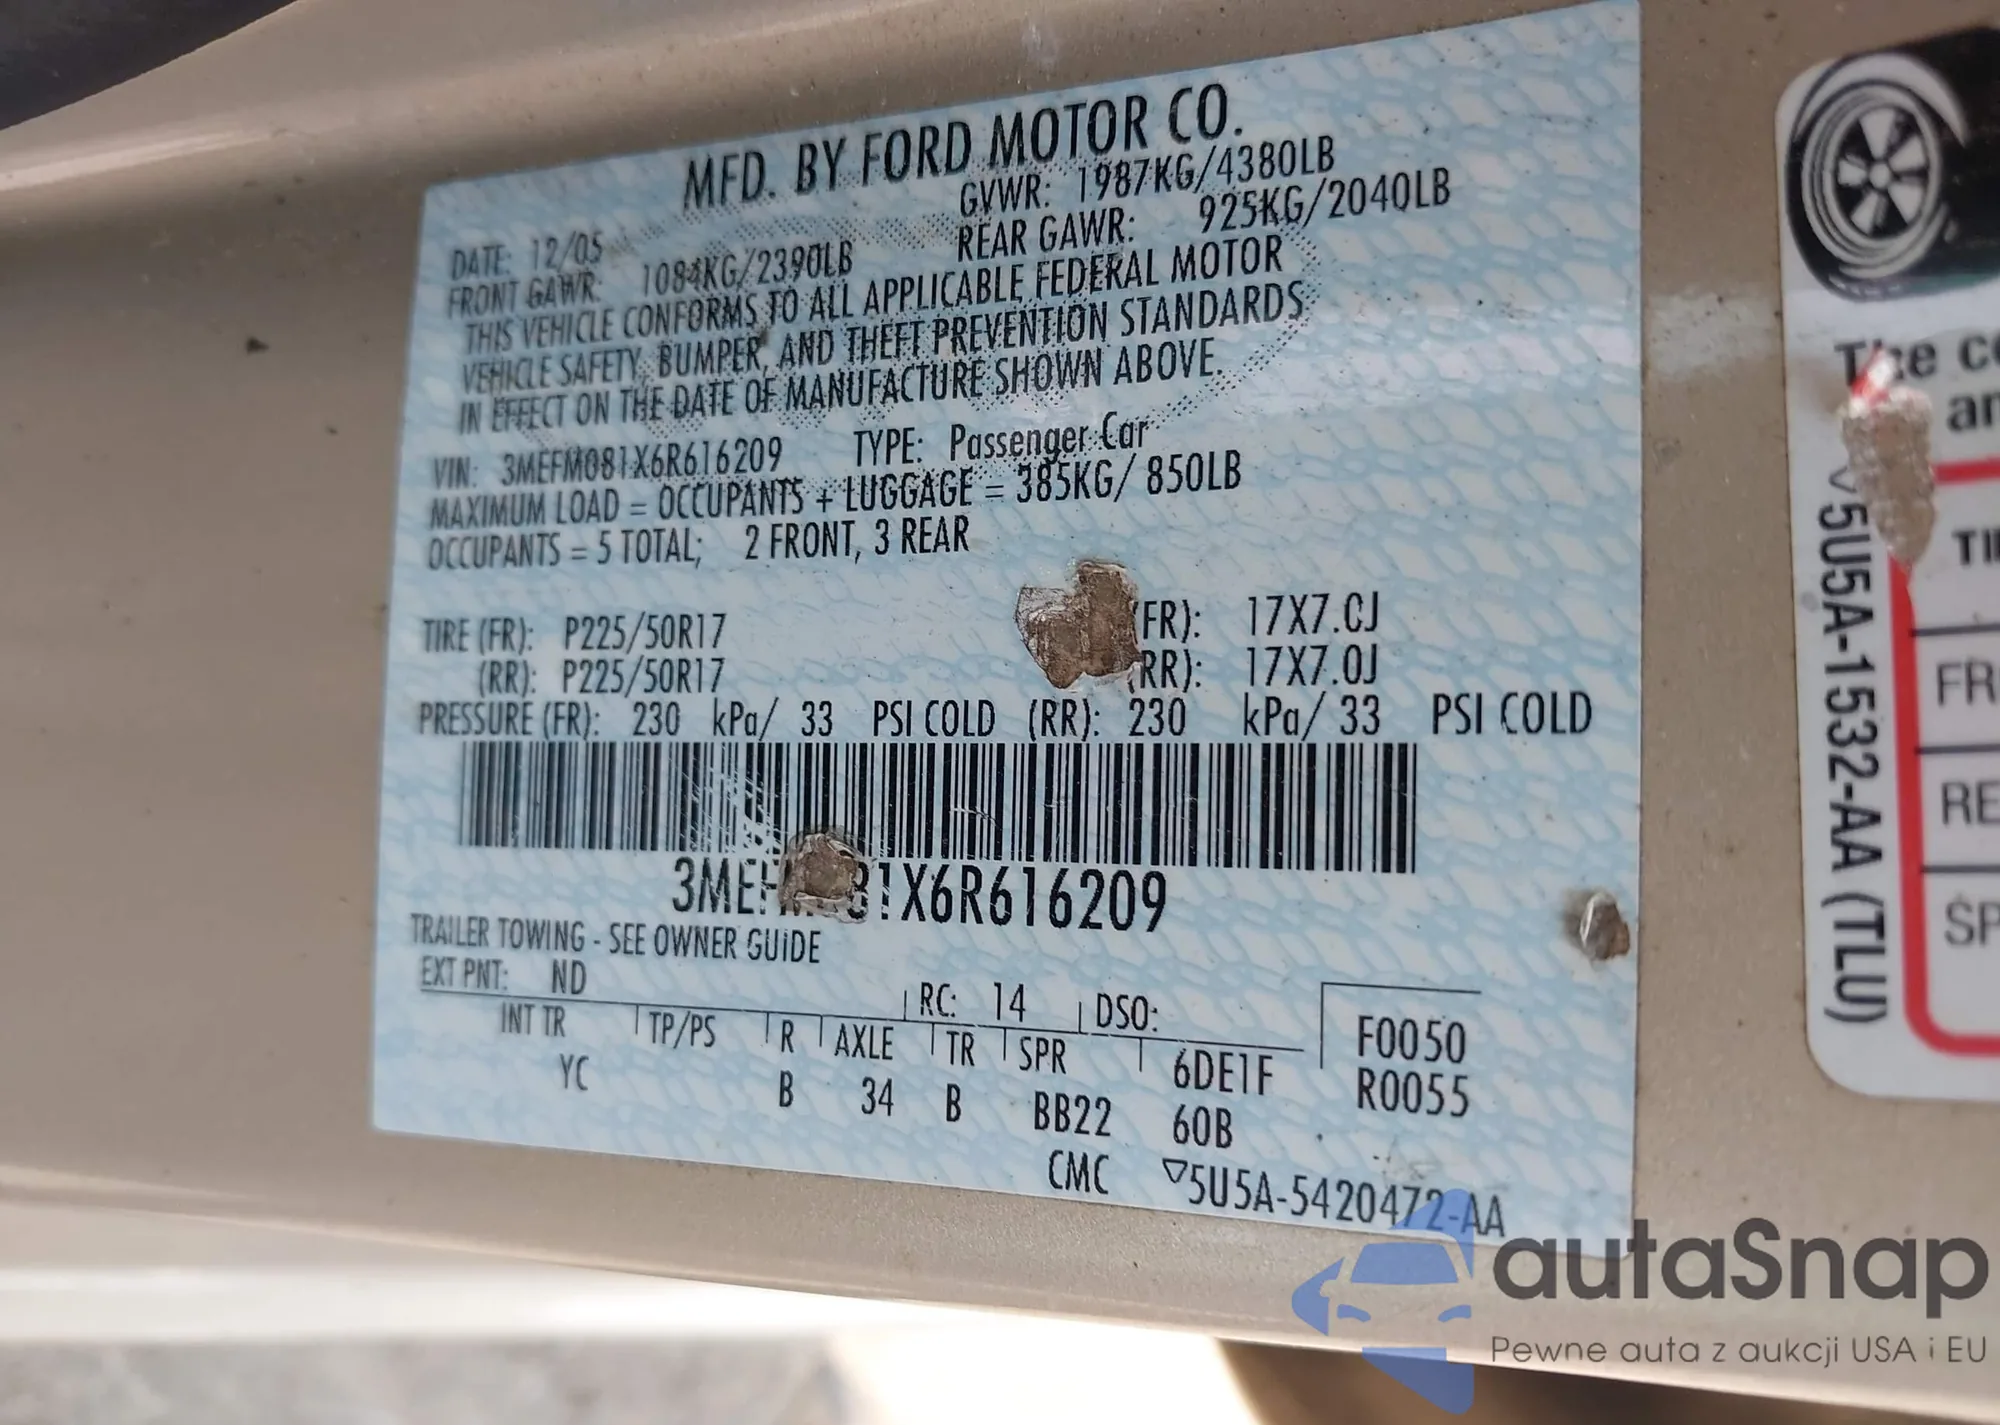 MFD. BY FORD MOTOR CO.
DATE: 12/05
GVWR: 1987KG/4380LB
FRONT GAWR: 1084KG/2390LB
REAR GAWR: 925KG/2040LB
THIS VEHICLE CONFORMS TO ALL APPLICABLE FEDERAL MOTOR
VEHICLE SAFETY, BUMPER, AND THEFT PREVENTION STANDARDS
IN EFFECT ON THE DATE OF MANUFACTURE SHOWN ABOVE.
VIN: 3MEFM081X6R616209 TYPE: Passenger Car
MAXIMUM LOAD = OCCUPANTS + LUGGAGE = 385KG/ 850LB
OCCUPANTS = 5 TOTAL; 2 FRONT, 3 REAR
TIRE (FR): P225/50R17 (FR): 17X7.0J
(RR): P225/50R17 (RR): 17X7.0J
PRESSURE (FR): 230 kPa/ 33 PSI COLD (RR): 230 kPa/ 33 PSI COLD
81X6R616209
TRAILER TOWING - SEE OWNER GUIDE
EXT PNT: ND RC: 14 DSO:
INT TR TP/PS R AXLE TR SPR 6DE1F F0050
YC B 34 B BB22 60B R0055
CMC ▽5U5A-5420472-AA
The
an
▽5U5A-1532-AA (TLU)
FR
RE
SP
autaSnap
Pewne auta z aukcji USA i EU